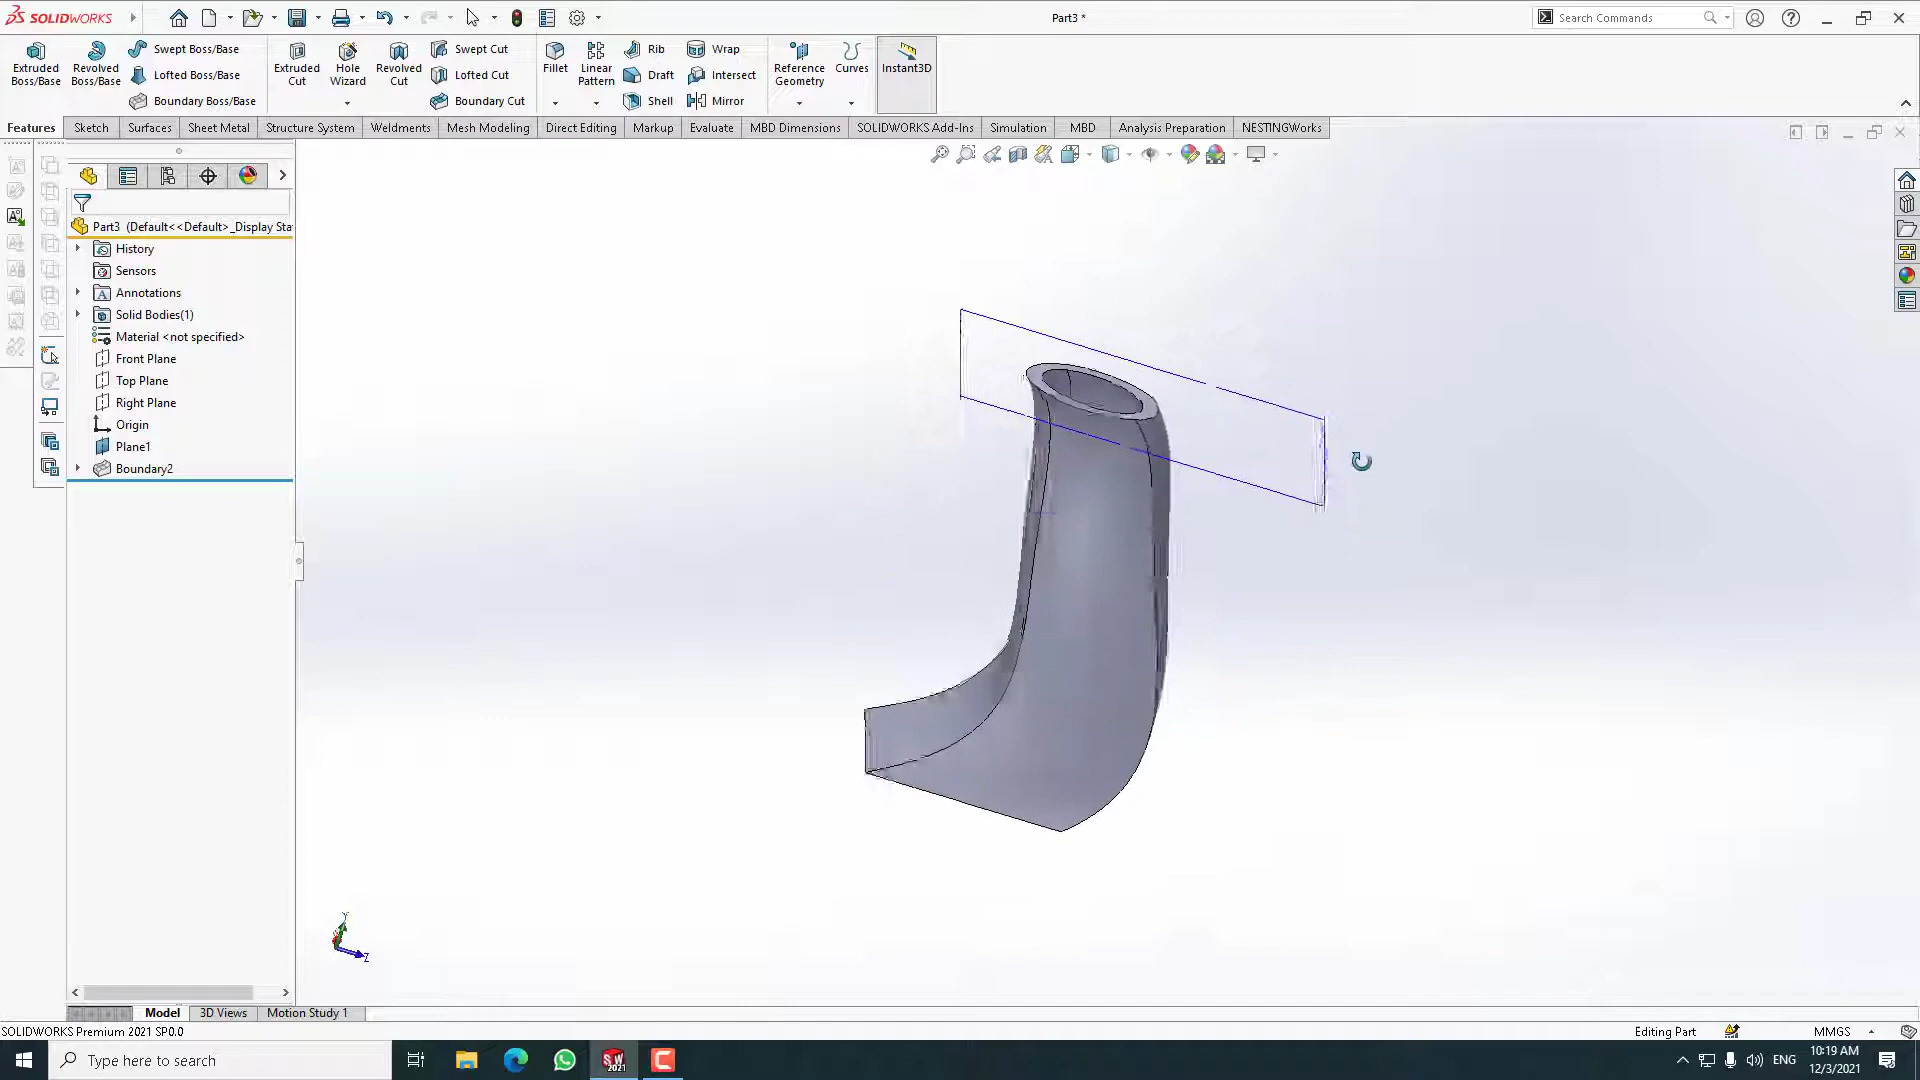 SOLIDWORKS
Part3 *
Search Commands
Extruded Boss/Base
Revolved Boss/Base
Swept Boss/Base
Lofted Boss/Base
Boundary Boss/Base
Extruded Cut
Hole Wizard
Revolved Cut
Swept Cut
Lofted Cut
Boundary Cut
Fillet
Linear Pattern
Rib
Draft
Shell
Wrap
Intersect
Mirror
Reference Geometry
Curves
Instant3D
Features
Sketch
Surfaces
Sheet Metal
Structure System
Weldments
Mesh Modeling
Direct Editing
Markup
Evaluate
MBD Dimensions
SOLIDWORKS Add-Ins
Simulation
MBD
Analysis Preparation
NESTINGWorks
Part3 (Default<<Default>_Display Sta
History
Sensors
Annotations
Solid Bodies(1)
Material <not specified>
Front Plane
Top Plane
Right Plane
Origin
Plane1
Boundary2
Y
Z
Model
3D Views
Motion Study 1
SOLIDWORKS Premium 2021 SP0.0
Editing Part
MMGS
Type here to search
SW
2021
ENG
10:19 AM
12/3/2021